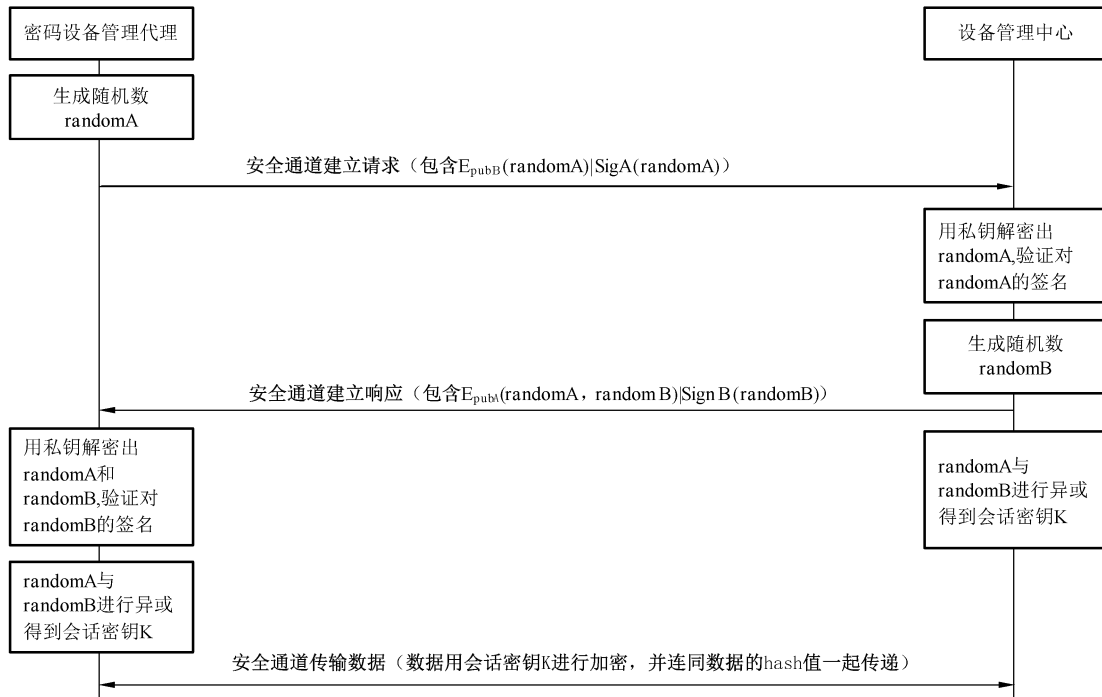 密码设备管理代理
设备管理中心
生成随机数
randomA
安全通道建立请求（包含EpubB(randomA)|SigA(randomA)）
用私钥解密出
randomA,验证对
randomA的签名
生成随机数
randomB
安全通道建立响应（包含EpubA(randomA，random B)|Sign B(randomB)）
用私钥解密出
randomA和
randomB,验证对
randomB的签名
randomA与
randomB进行异或
得到会话密钥K
randomA与
randomB进行异或
得到会话密钥K
安全通道传输数据（数据用会话密钥K进行加密，并连同数据的hash值一起传递）